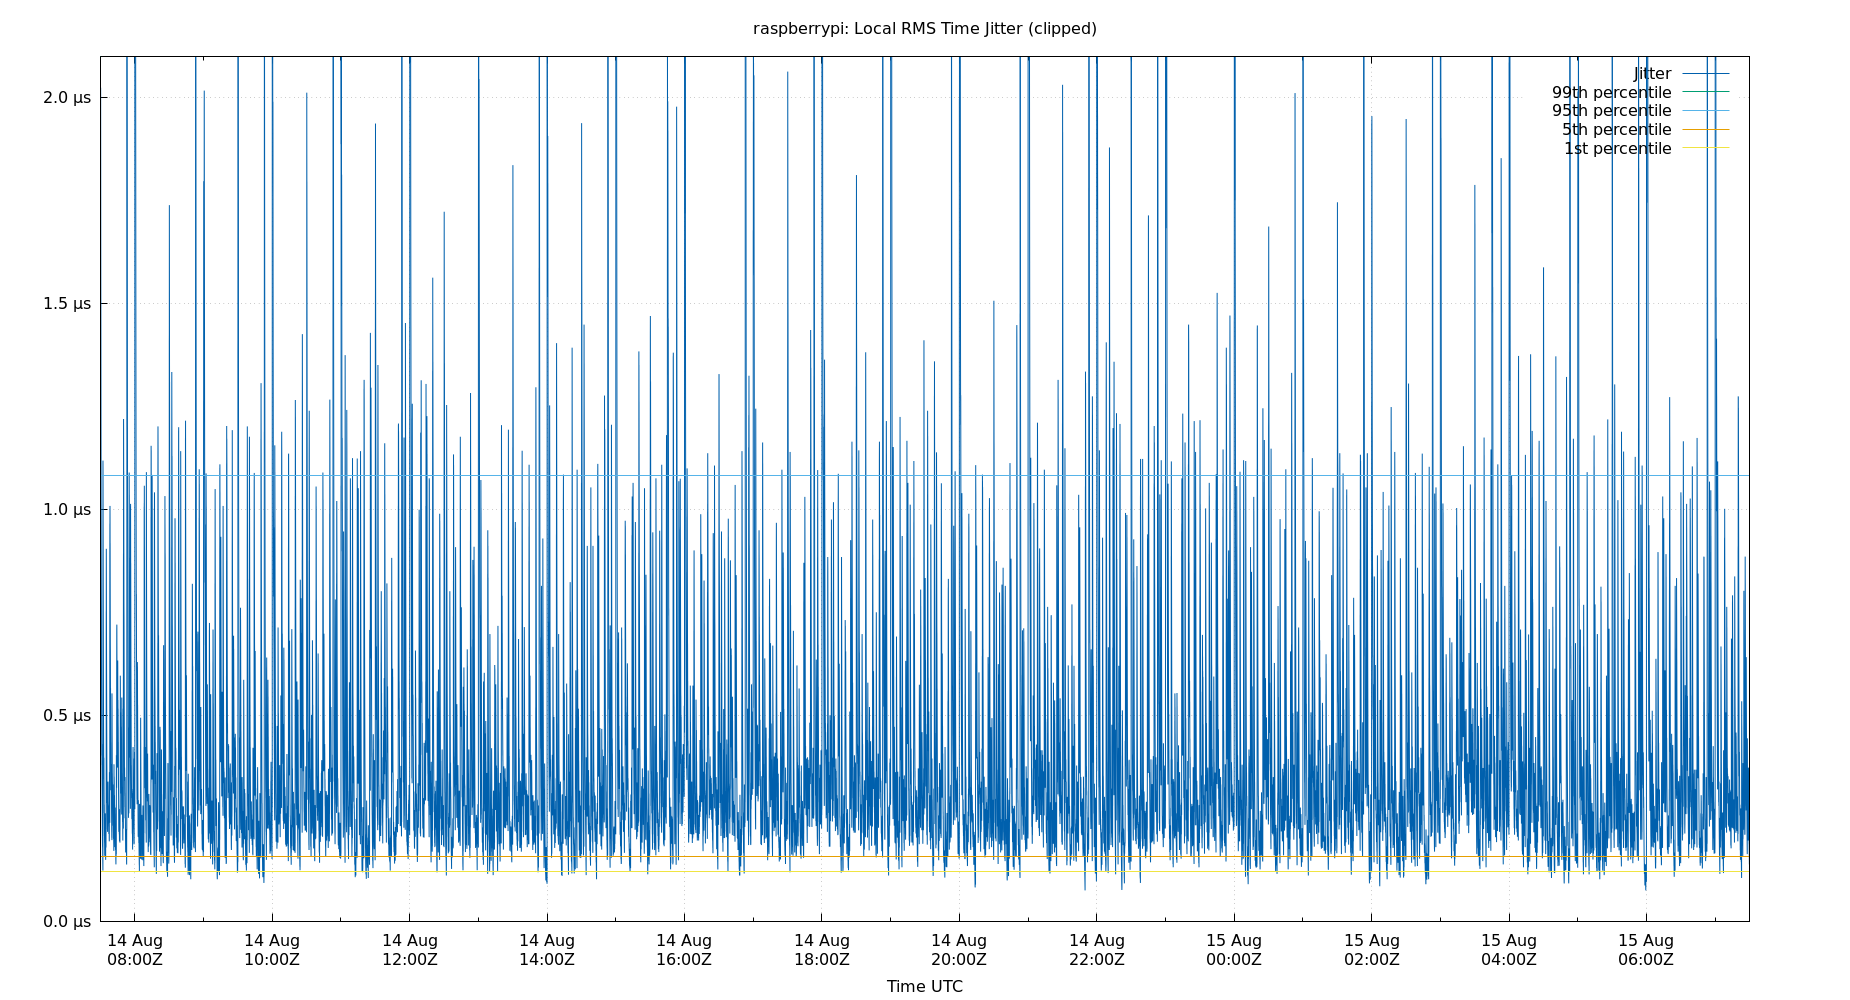 raspberrypi: Local RMS Time Jitter (clipped)
Jitter
99th percentile
95th percentile
5th percentile
1st percentile
2.0 µs
1.5 µs
1.0 µs
0.5 µs
0.0 µs
14 Aug 14 Aug 14 Aug 14 Aug 14 Aug 14 Aug 14 Aug 14 Aug 15 Aug 15 Aug 15 Aug 15 Aug
08:00Z 10:00Z 12:00Z 14:00Z 16:00Z 18:00Z 20:00Z 22:00Z 00:00Z 02:00Z 04:00Z 06:00Z
Time UTC